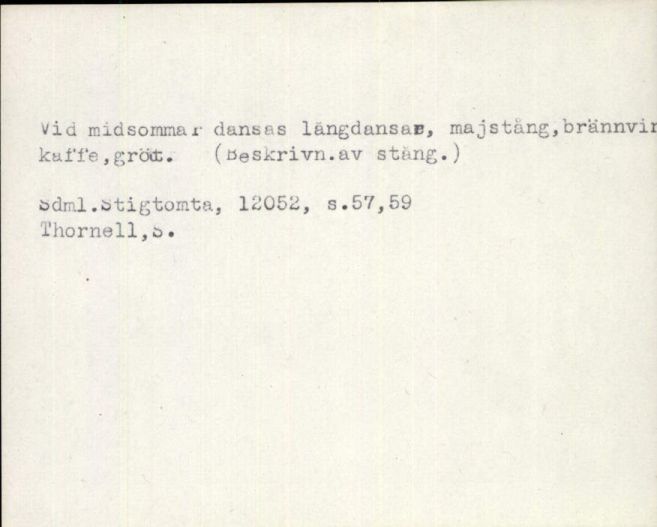 Vid midsommar dansas långdansar, majstång,brännvin
kaffe,gröt. (Beskrivn.av stång.)
Sdml.Stigtomta, 12052, s.57,59
Thornell,S.